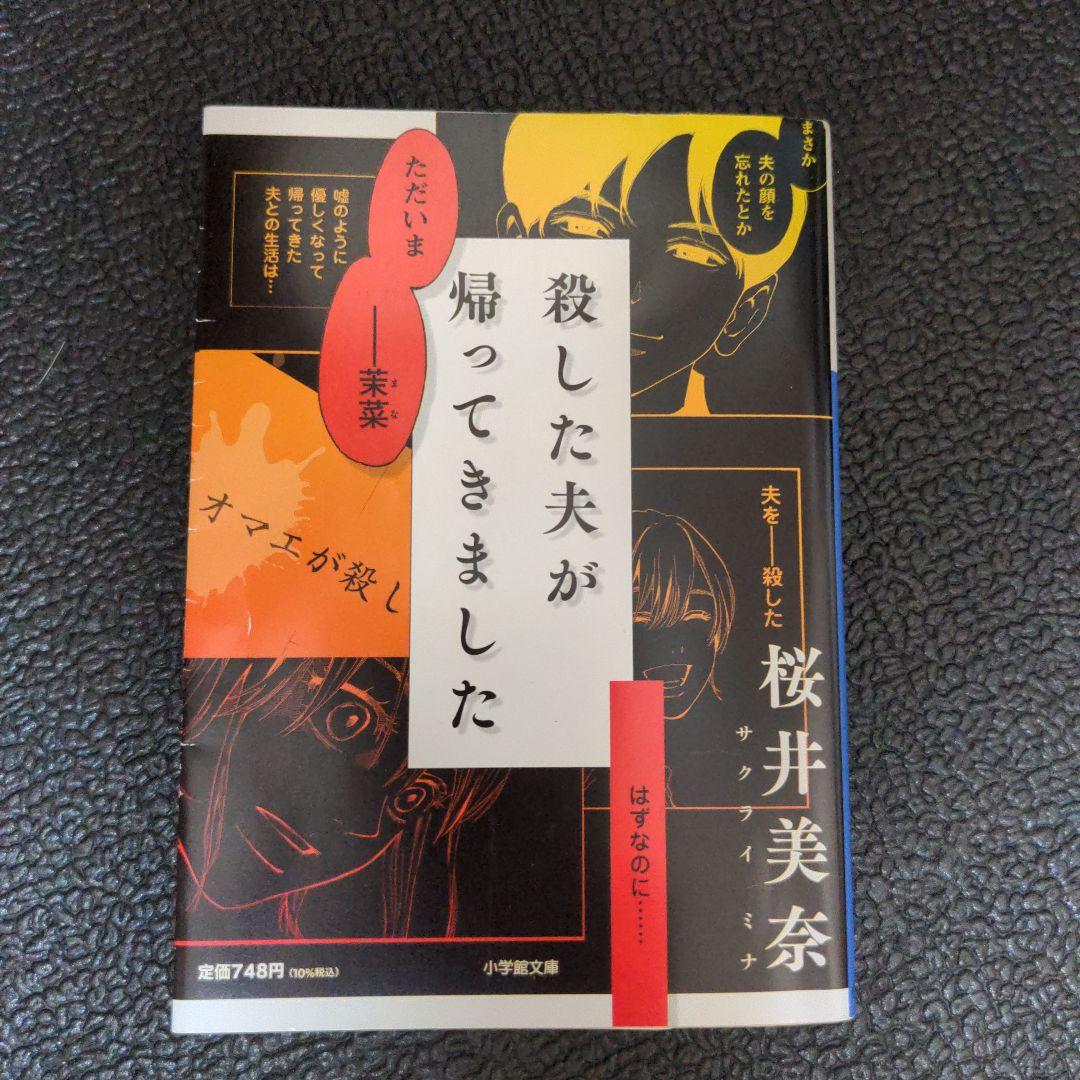 まさか
夫の顔を
忘れたとか
ただいま
――茉菜
まな
嘘のように
優しくなって
帰ってきた
夫との生活は…
殺した夫が
帰ってきました
オマエが殺し
夫を――殺した
はずなのに……
桜井美奈
サクライミナ
定価748円(10%税込)
小学館文庫